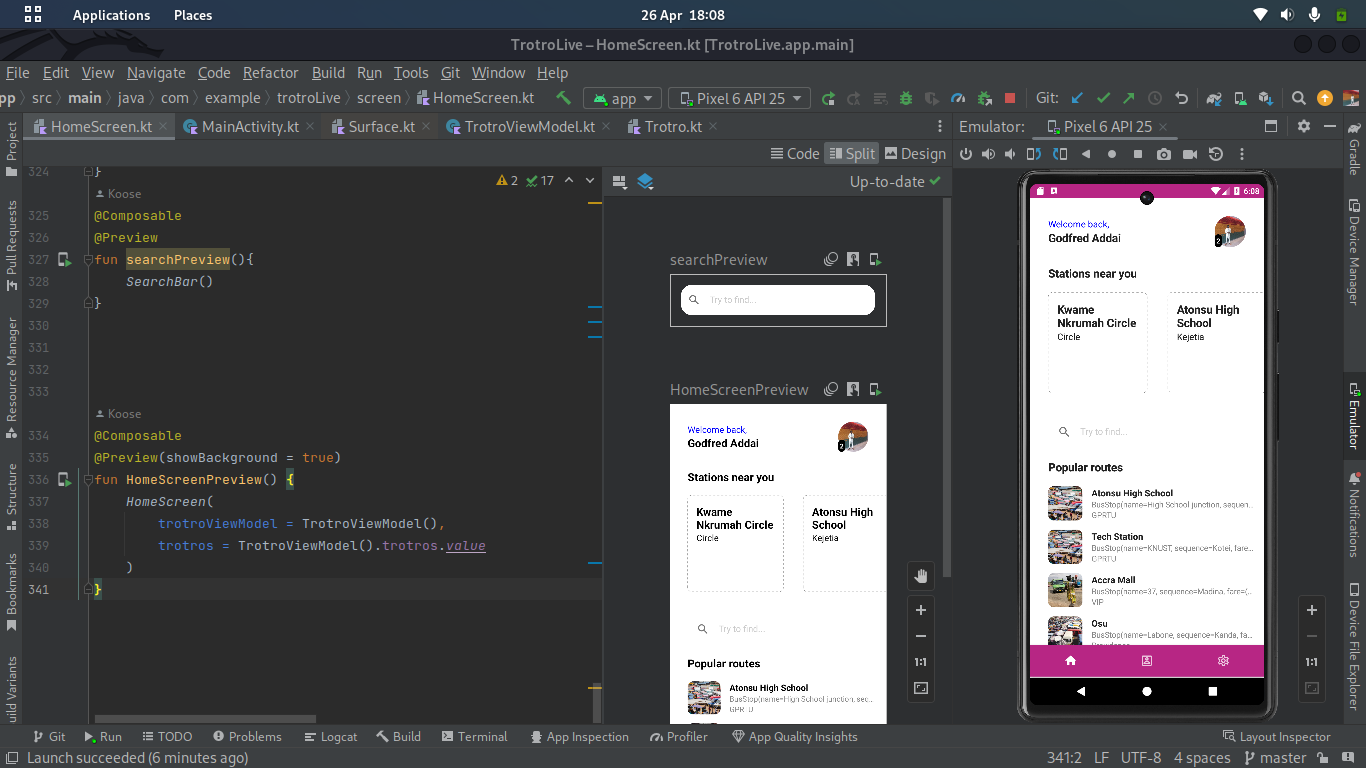 Applications Places 26 Apr 18:08
TrotroLive – HomeScreen.kt [TrotroLive.app.main]
File Edit View Navigate Code Refactor Build Run Tools Git Window Help
pp src main java com example trotroLive screen HomeScreen.kt app Pixel 6 API 25 Git:
HomeScreen.kt MainActivity.kt Surface.kt TrotroViewModel.kt Trotro.kt Emulator: Pixel 6 API 25
Code Split Design
Project
Pull Requests
Resource Manager
Structure
Bookmarks
uild Variants
2 17
324 }
Koose
325 @Composable
326 @Preview
327 fun searchPreview(){
328 SearchBar()
329 }
330
331
332
333
Koose
334 @Composable
335 @Preview(showBackground = true)
336 fun HomeScreenPreview() {
337 HomeScreen(
338 trotroViewModel = TrotroViewModel(),
339 trotros = TrotroViewModel().trotros.value
340 )
341 }
Up-to-date
searchPreview
Try to find...
HomeScreenPreview
Welcome back,
Godfred Addai
2
Stations near you
Kwame
Nkrumah Circle
Circle
Atonsu High
School
Kejetia
Try to find...
Popular routes
Atonsu High School
BusStop(name=High School junction, seq...
GPRTU
1:1
6:08
Welcome back,
Godfred Addai
2
Stations near you
Kwame
Nkrumah Circle
Circle
Atonsu High
School
Kejetia
Try to find...
Popular routes
Atonsu High School
BusStop(name=High School junction, sequen...
GPRTU
Tech Station
BusStop(name=KNUST, sequence=Kotei, fare...
GPRTU
Accra Mall
BusStop(name=37, sequence=Madina, fare=(...
VIP
Osu
BusStop(name=Labone, sequence=Kanda, fa...
1:1
Gradle
Device Manager
Emulator
Notifications
Device File Explorer
Git Run TODO Problems Logcat Build Terminal App Inspection Profiler App Quality Insights Layout Inspector
Launch succeeded (6 minutes ago) 341:2 LF UTF-8 4 spaces master